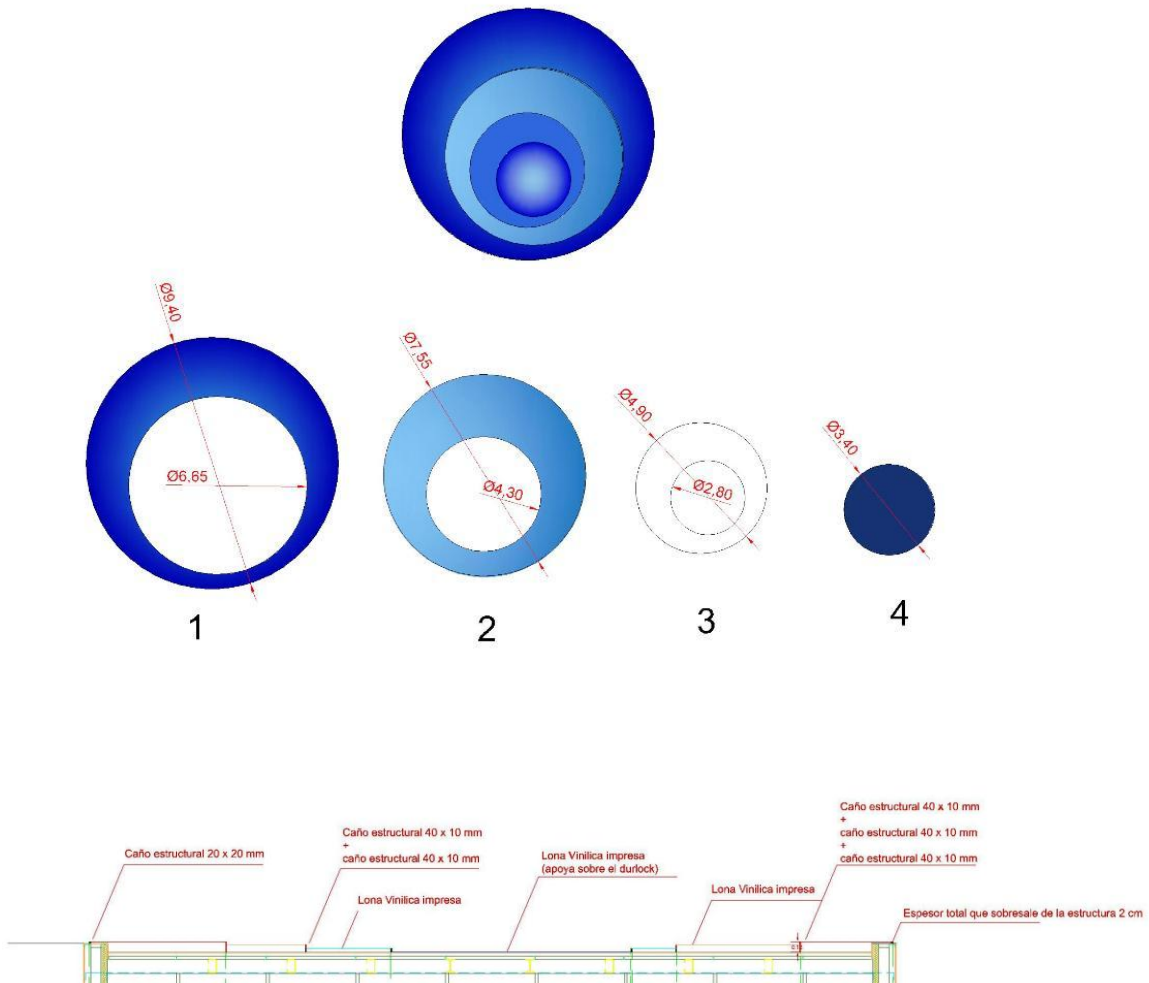 Ø9,40
Ø6,65
Ø7,55
Ø4,30
Ø4,90
Ø2,80
Ø3,40
1
2
3
4
Caño estructural 20 x 20 mm
Caño estructural 40 x 10 mm
+
caño estructural 40 x 10 mm
Lona Vinilica impresa
Lona Vinilica impresa
(apoya sobre el durlock)
Lona Vinilica impresa
Caño estructural 40 x 10 mm
+
caño estructural 40 x 10 mm
+
caño estructural 40 x 10 mm
Espesor total que sobresale de la estructura 2 cm